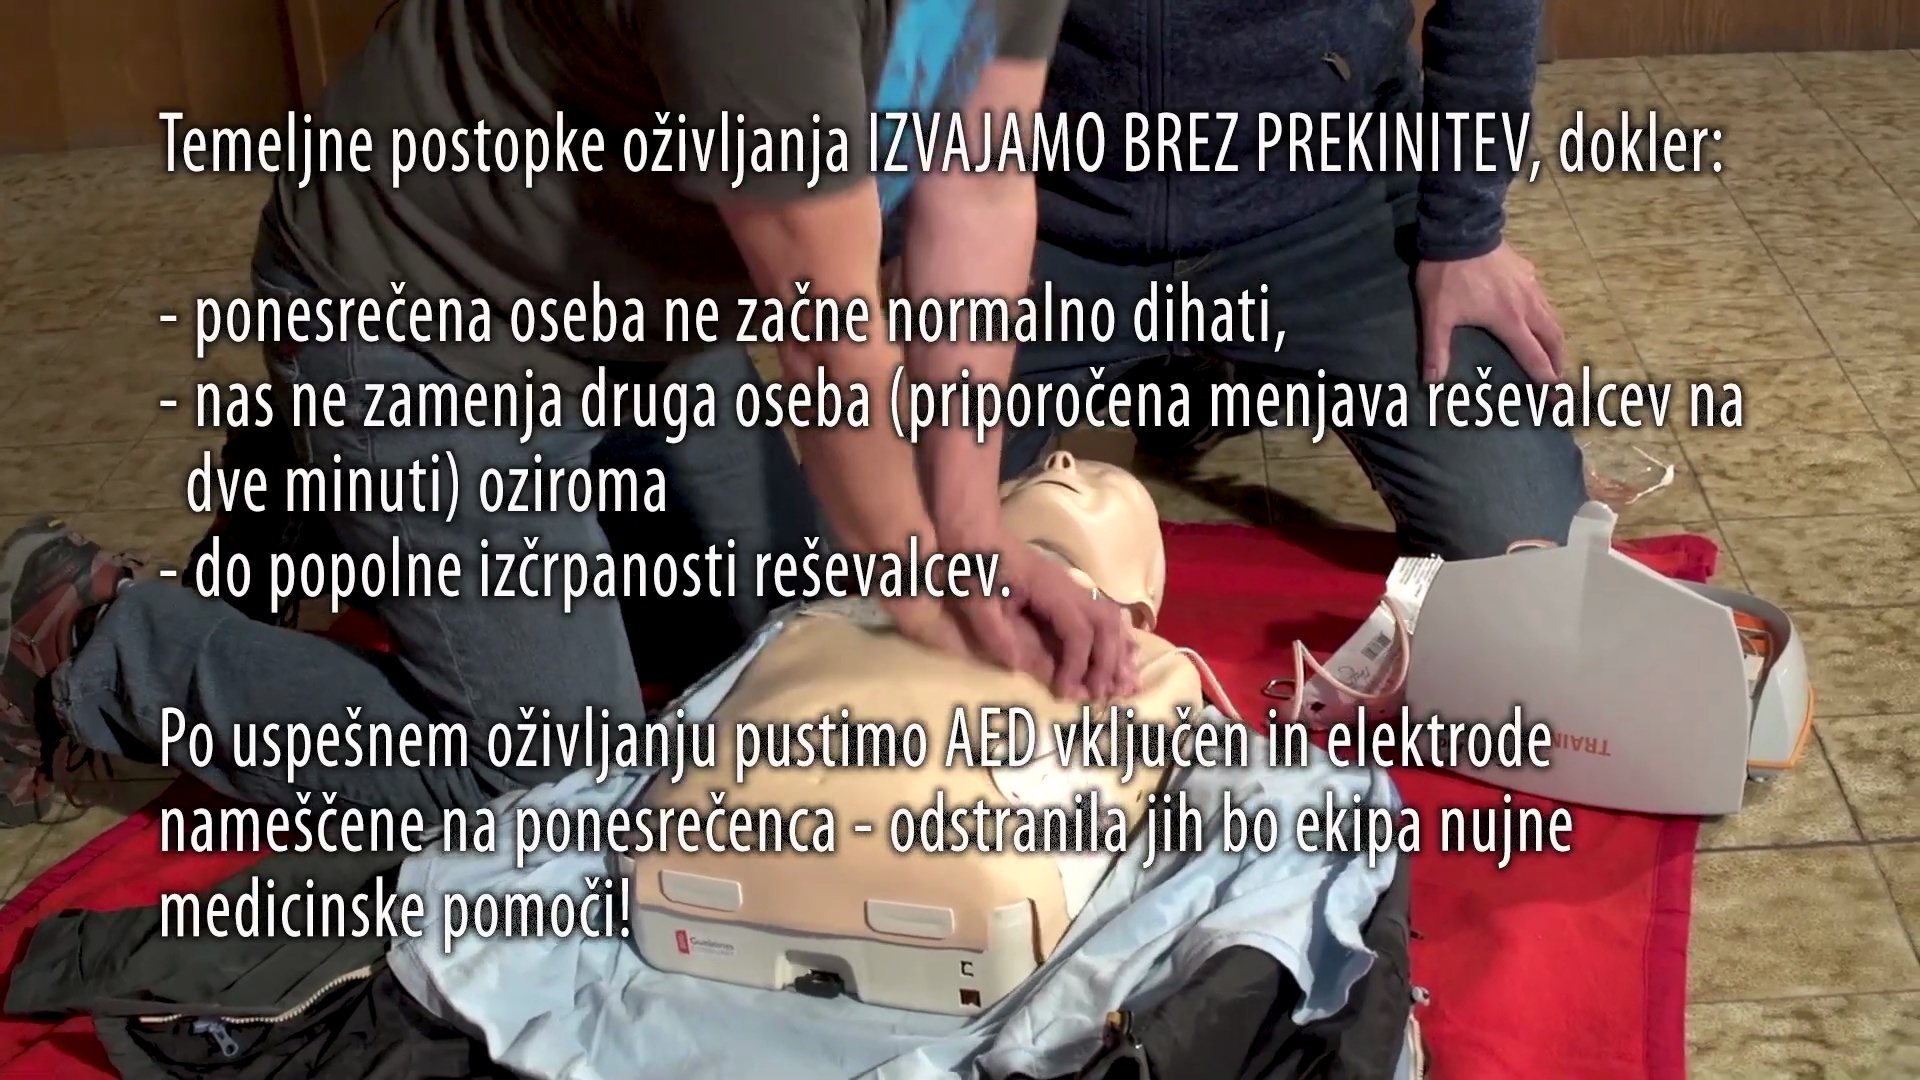 Temeljne postopke oživljanja IZVAJAMO BREZ PREKINITEV, dokler:
- ponesrečena oseba ne začne normalno dihati,
- nas ne zamenja druga oseba (priporočena menjava reševalcev na
dve minuti) oziroma
- do popolne izčrpanosti reševalcev.
Po uspešnem oživljanju pustimo AED vključen in elektrode
nameščene na ponesrečenca - odstranila jih bo ekipa nujne
medicinske pomoči!